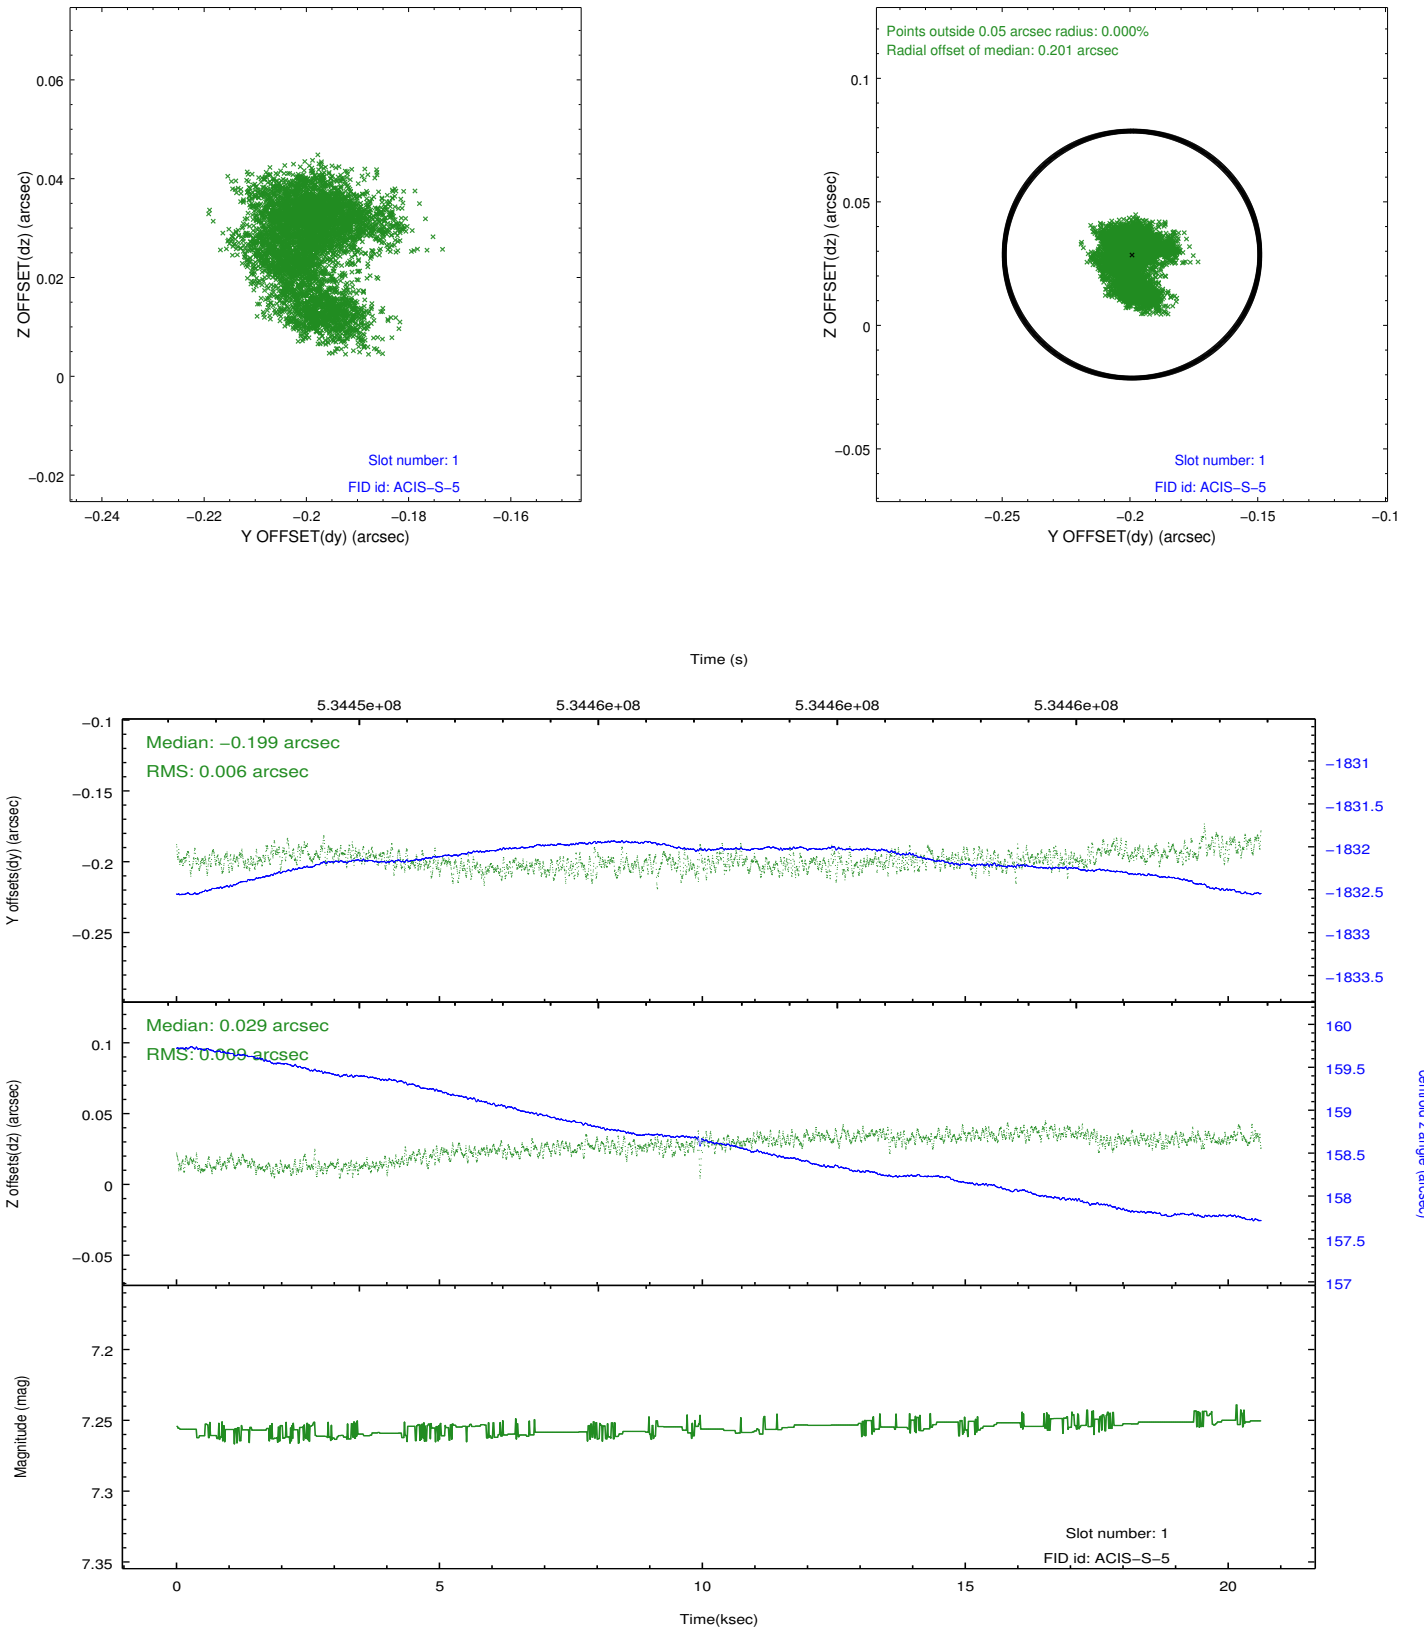 0.06
0.04
0.02
0
−0.02
Z OFFSET(dz) (arcsec)
Slot number: 1
FID id: ACIS−S−5
−0.24
−0.22
−0.2
−0.18
−0.16
Y OFFSET(dy) (arcsec)
Points outside 0.05 arcsec radius: 0.000%
Radial offset of median: 0.201 arcsec
0.1
0.05
0
−0.05
Z OFFSET(dz) (arcsec)
Slot number: 1
FID id: ACIS−S−5
−0.25
−0.2
−0.15
−0.1
Y OFFSET(dy) (arcsec)
Time (s)
5.3445e+08
5.3446e+08
5.3446e+08
5.3446e+08
Median: −0.199 arcsec
RMS: 0.006 arcsec
−0.1
−0.15
−0.2
−0.25
Y offsets(dy) (arcsec)
−1831
−1831.5
−1832
−1832.5
−1833
−1833.5
Median: 0.029 arcsec
RMS: 0.009 arcsec
0.1
0.05
0
−0.05
Z offsets(dz) (arcsec)
160
159.5
159
158.5
158
157.5
157
centroid z angle (arcsec)
7.2
7.25
7.3
7.35
Magnitude (mag)
Slot number: 1
FID id: ACIS−S−5
0
5
10
15
20
Time(ksec)